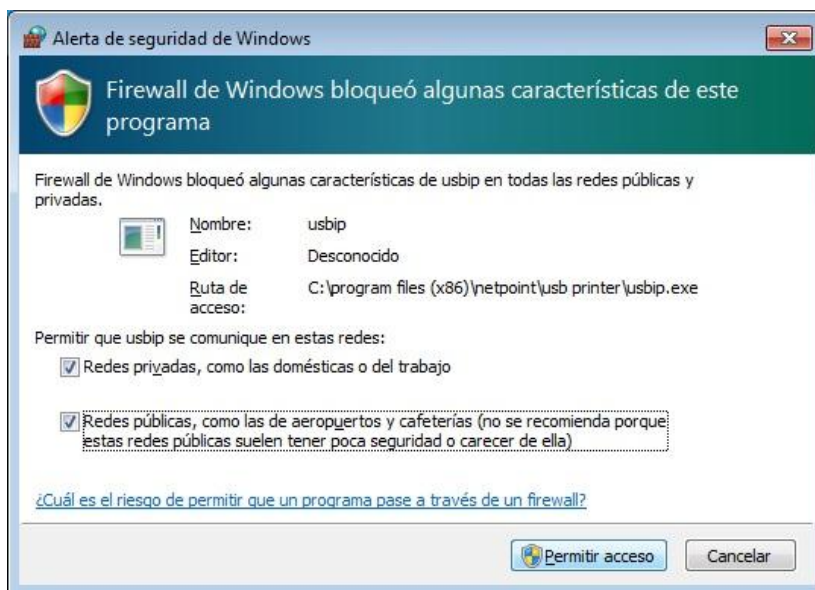 Alerta de seguridad de Windows
Firewall de Windows bloqueó algunas características de este
programa
Firewall de Windows bloqueó algunas características de usbip en todas las redes públicas y
privadas.
Nombre: usbip
Editor: Desconocido
Ruta de C:\program files (x86)\netpoint\usb printer\usbip.exe
acceso:
Permitir que usbip se comunique en estas redes:
Redes privadas, como las domésticas o del trabajo
Redes públicas, como las de aeropuertos y cafeterías (no se recomienda porque
estas redes públicas suelen tener poca seguridad o carecer de ella)
¿Cuál es el riesgo de permitir que un programa pase a través de un firewall?
Permitir acceso Cancelar